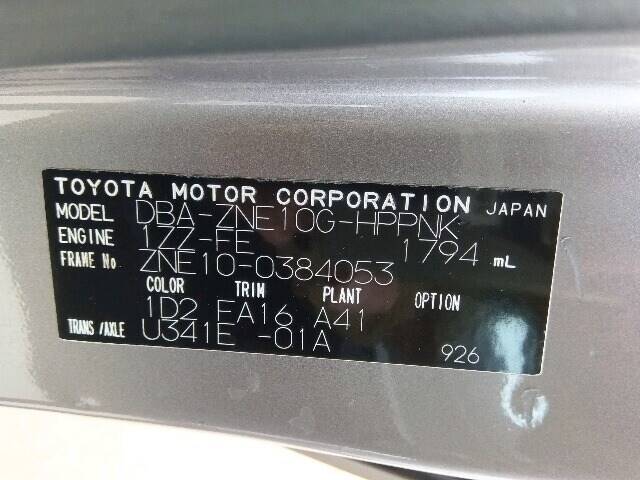 TOYOTA MOTOR CORPORATION JAPAN
MODEL DBA-ZNE10G-HPPNK
ENGINE 1ZZ-FE 1794 mL
FRAME No ZNE10-0384053
COLOR TRIM PLANT OPTION
1D2 FA16 A41
TRANS/AXLE U341E -01A
926